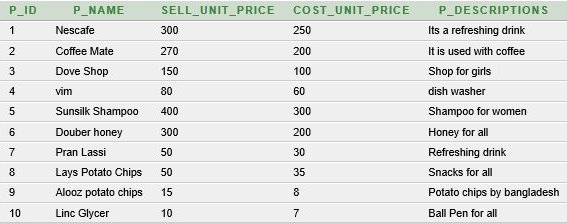 P_ID P_NAME SELL_UNIT_PRICE COST_UNIT_PRICE P_DESCRIPTIONS
1 Nescafe 300 250 Its a refreshing drink
2 Coffee Mate 270 200 It is used with coffee
3 Dove Shop 150 100 Shop for girls
4 vim 80 60 dish washer
5 Sunsilk Shampoo 400 300 Shampoo for women
6 Douber honey 300 200 Honey for all
7 Pran Lassi 50 30 Refreshing drink
8 Lays Potato Chips 50 35 Snacks for all
9 Alooz potato chips 15 8 Potato chips by bangladesh
10 Linc Glycer 10 7 Ball Pen for all